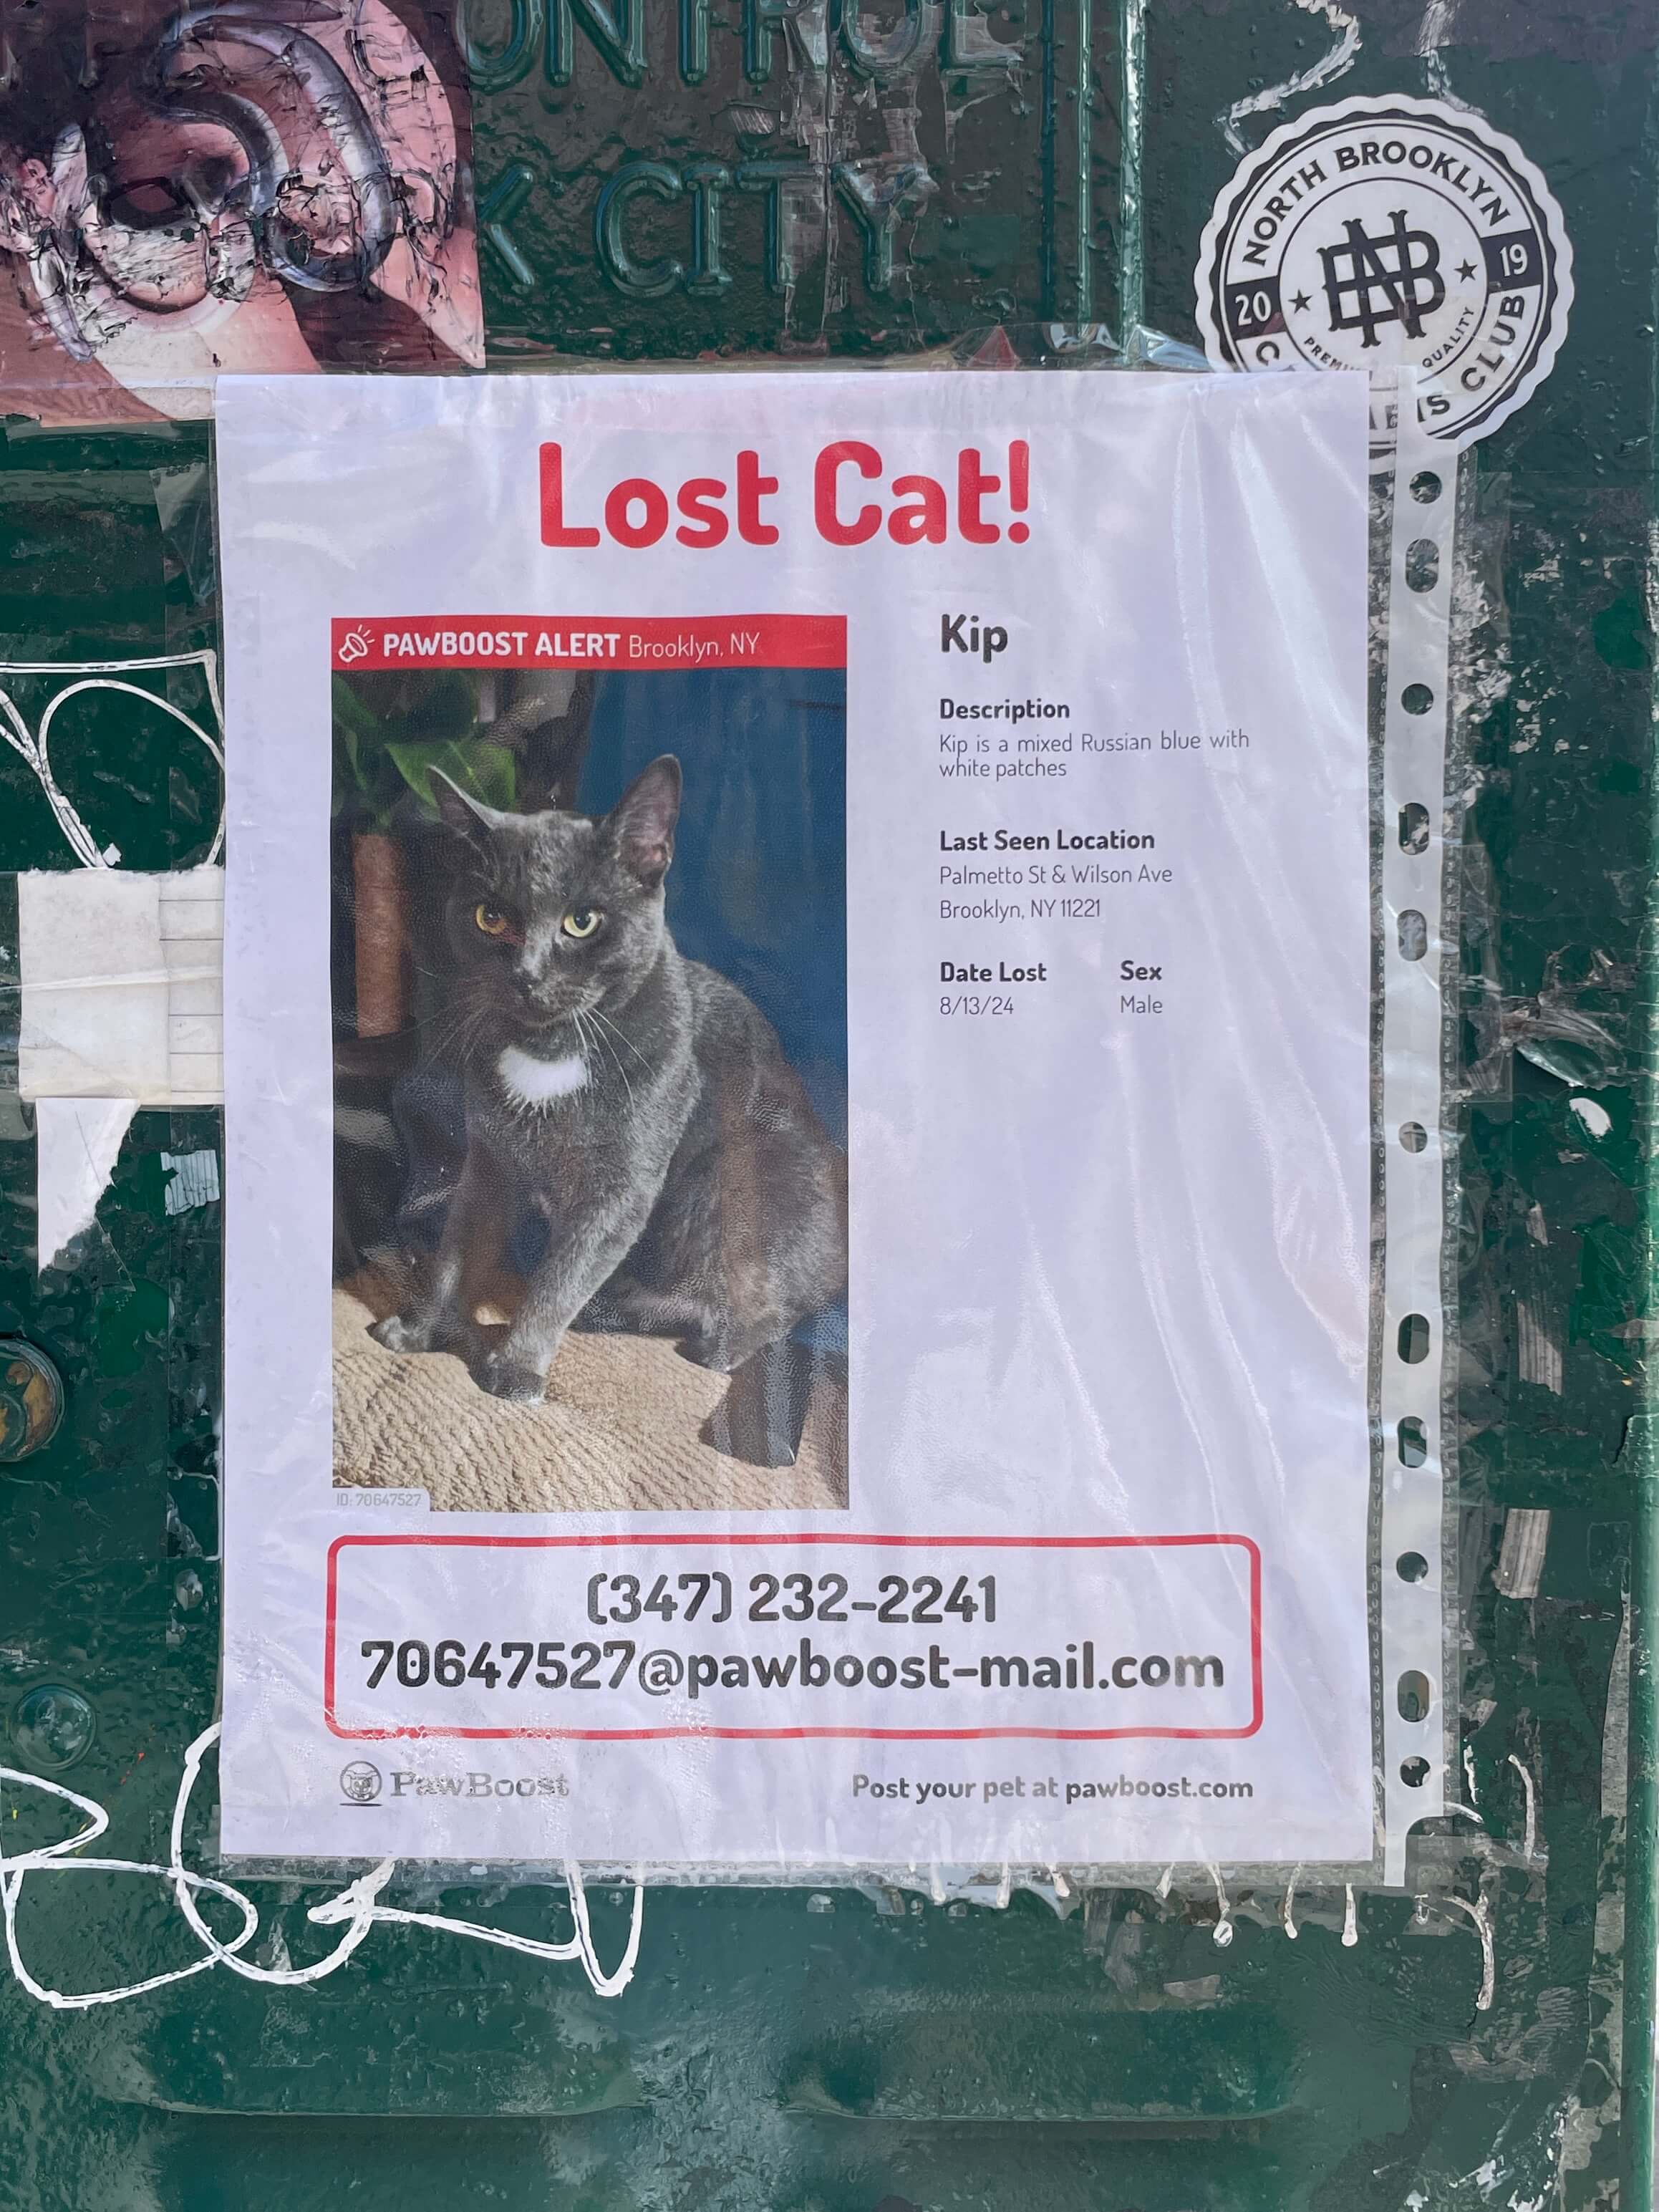 ONTROL
K CITY
NORTH BROOKLYN
20 19
NB
PREMIUM QUALITY
CLUB
Lost Cat!
PAWBOOST ALERT Brooklyn, NY
Kip
Description
Kip is a mixed Russian blue with
white patches
Last Seen Location
Palmetto St & Wilson Ave
Brooklyn, NY 11221
Date Lost Sex
8/13/24 Male
ID: 70647527
(347) 232-2241
70647527@pawboost-mail.com
PawBoost
Post your pet at pawboost.com